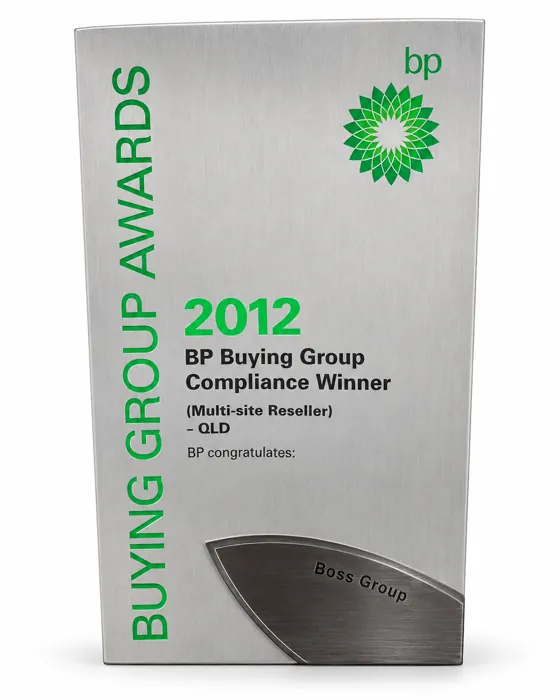 BUYING GROUP AWARDS
bp
2012
BP Buying Group
Compliance Winner
(Multi-site Reseller)
– QLD
BP congratulates:
Boss Group